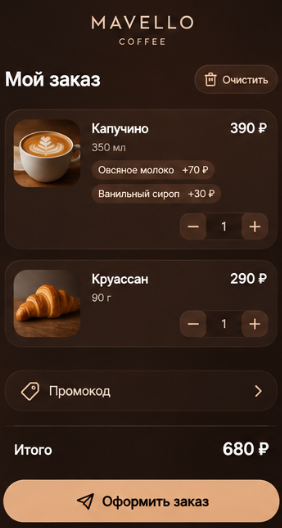 MAVELLO
COFFEE
Мой заказ
Очистить
Капучино 390 ₽
350 мл
Овсяное молоко +70 ₽
Ванильный сироп +30 ₽
− 1 +
Круассан 290 ₽
90 г
− 1 +
Промокод
Итого 680 ₽
Оформить заказ